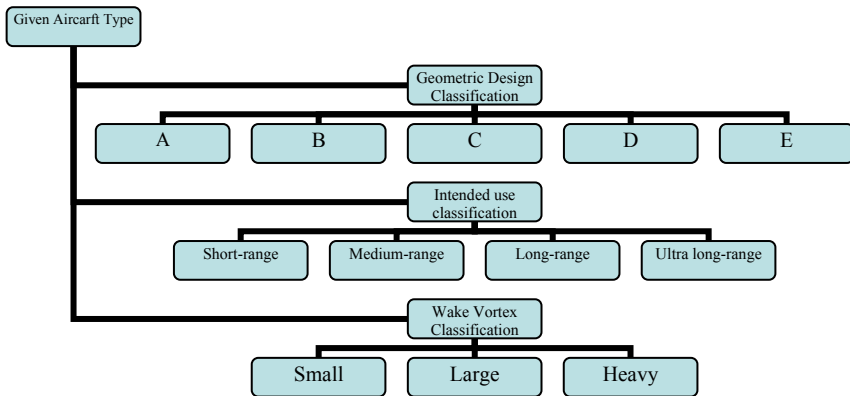 Given Aircarft Type
Geometric Design
Classification
A
B
C
D
E
Intended use
classification
Short-range
Medium-range
Long-range
Ultra long-range
Wake Vortex
Classification
Small
Large
Heavy